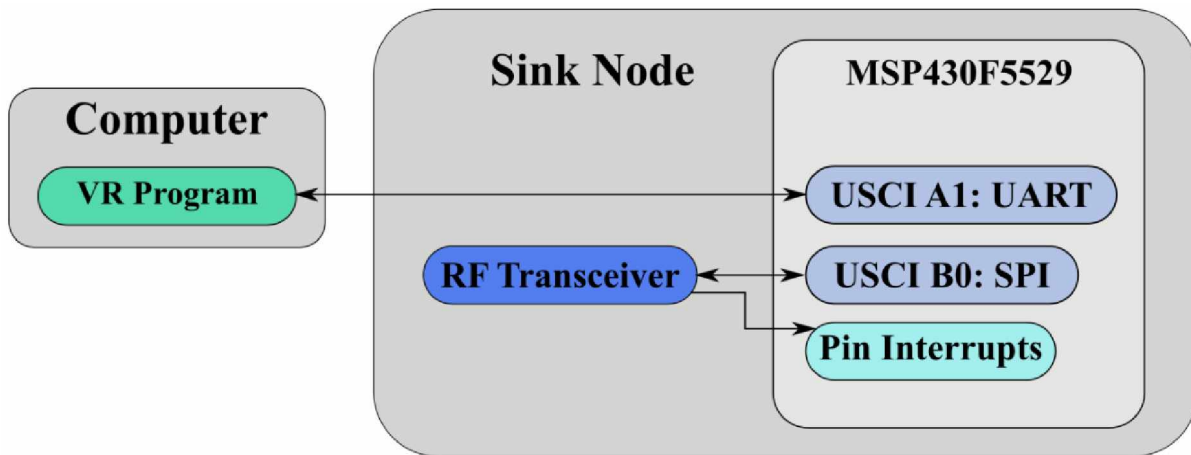 Computer
VR Program
Sink Node
MSP430F5529
USCI A1: UART
RF Transceiver
USCI B0: SPI
Pin Interrupts